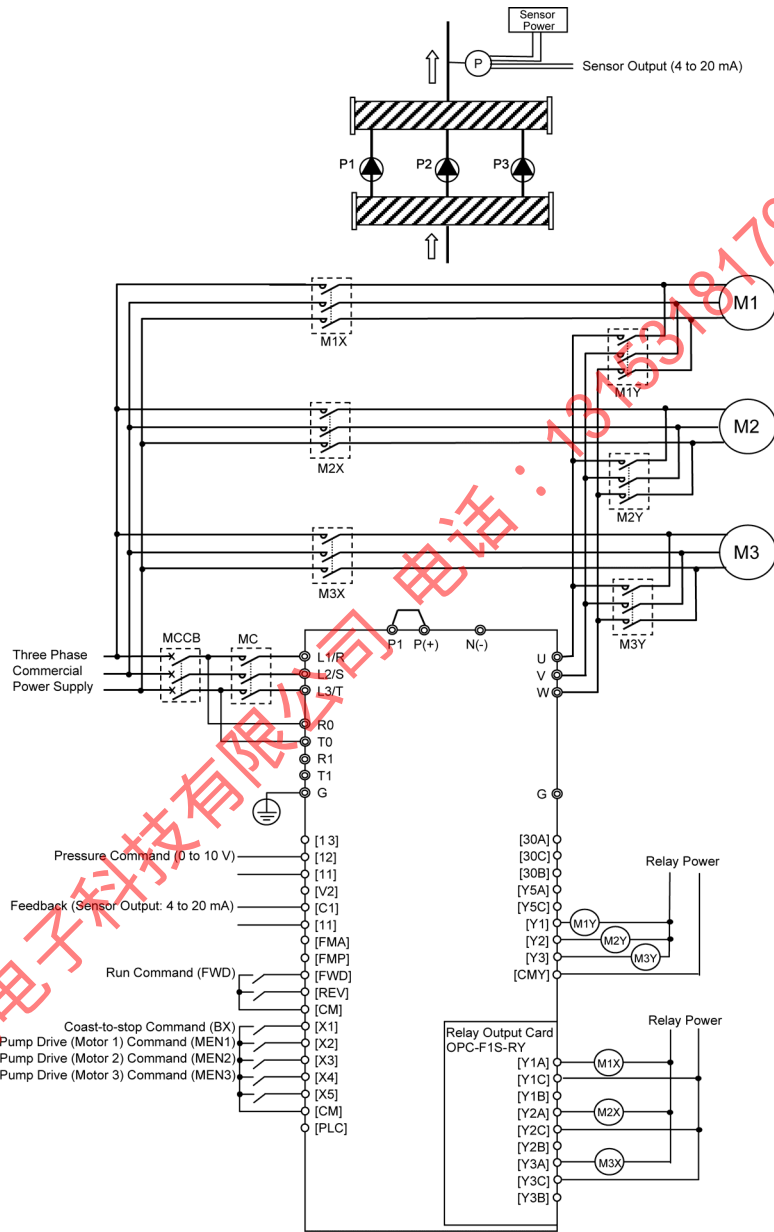 Sensor
Power
P
Sensor Output (4 to 20 mA)
P1
P2
P3
M1X
M1
M1Y
M2X
M2
M2Y
M3X
M3
M3Y
MCCB
MC
P1
P(+)
N(-)
Three Phase
Commercial
Power Supply
L1/R
L2/S
L3/T
R0
T0
R1
T1
G
U
V
W
G
[13]
Pressure Command (0 to 10 V)
[12]
[11]
[V2]
Feedback (Sensor Output: 4 to 20 mA)
[C1]
[11]
[FMA]
[FMP]
Run Command (FWD)
[FWD]
[REV]
[CM]
Coast-to-stop Command (BX)
[X1]
Pump Drive (Motor 1) Command (MEN1)
[X2]
Pump Drive (Motor 2) Command (MEN2)
[X3]
Pump Drive (Motor 3) Command (MEN3)
[X4]
[X5]
[CM]
[PLC]
[30A]
[30C]
[30B]
[Y5A]
[Y5C]
Relay Power
[Y1]
M1Y
[Y2]
M2Y
[Y3]
M3Y
[CMY]
Relay Output Card
OPC-F1S-RY
Relay Power
[Y1A]
M1X
[Y1C]
[Y1B]
[Y2A]
M2X
[Y2C]
[Y2B]
[Y3A]
M3X
[Y3C]
[Y3B]
电子科技有限公司 电话：1315318179